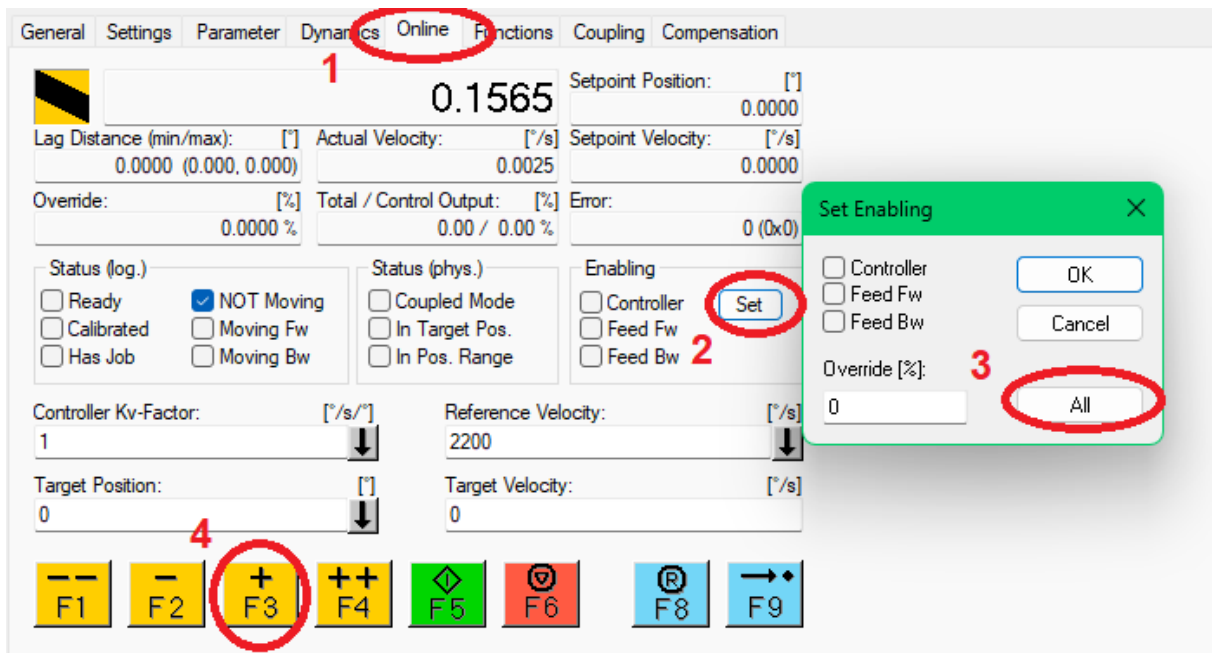 General Settings Parameter Dynamics Online Functions Coupling Compensation
1
0.1565
Setpoint Position: [°]
0.0000
Lag Distance (min/max): [°] Actual Velocity: [°/s] Setpoint Velocity: [°/s]
0.0000 (0.000, 0.000) 0.0025 0.0000
Override: [%] Total / Control Output: [%] Error:
0.0000 % 0.00 / 0.00 % 0 (0x0)
Status (log.) Status (phys.) Enabling
Ready NOT Moving Coupled Mode Controller Set
Calibrated Moving Fw In Target Pos. Feed Fw
Has Job Moving Bw In Pos. Range Feed Bw 2
Controller Kv-Factor: [°/s/°] Reference Velocity: [°/s]
1 2200
Target Position: [°] Target Velocity: [°/s]
0 0
4
-- - + ++ R
F1 F2 F3 F4 F5 F6 F8 F9
Set Enabling
Controller OK
Feed Fw
Feed Bw Cancel
Override [%]: 3
0 All